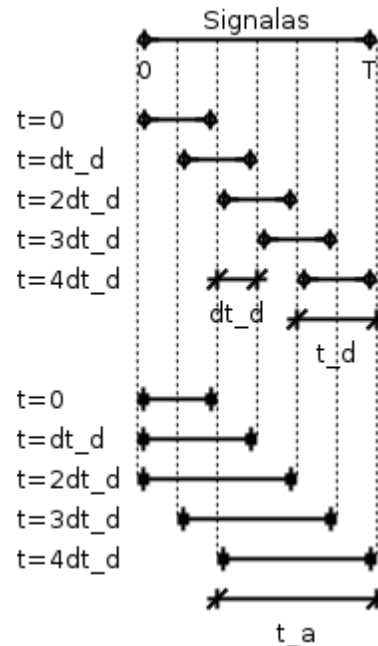 Signalas
0 T
t=0
t=dt_d
t=2dt_d
t=3dt_d
t=4dt_d
dt_d
t_d
t=0
t=dt_d
t=2dt_d
t=3dt_d
t=4dt_d
t_a